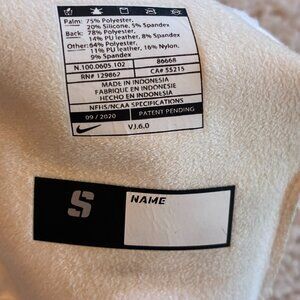 Palm: 75% Polyester,
20% Silicone, 5% Spandex
Back: 78% Polyester,
14% PU leather, 8% Spandex
Other: 64% Polyester,
11% PU leather, 16% Nylon,
9% Spandex
N.100.0605.102 86668
RN# 129862 CA# 55215
MADE IN INDONESIA
FABRIQUE EN INDONESIE
HECHO EN INDONESIA
NFHS/NCAA SPECIFICATIONS
09 / 2020 PATENT PENDING
VJ.6.0
S
NAME